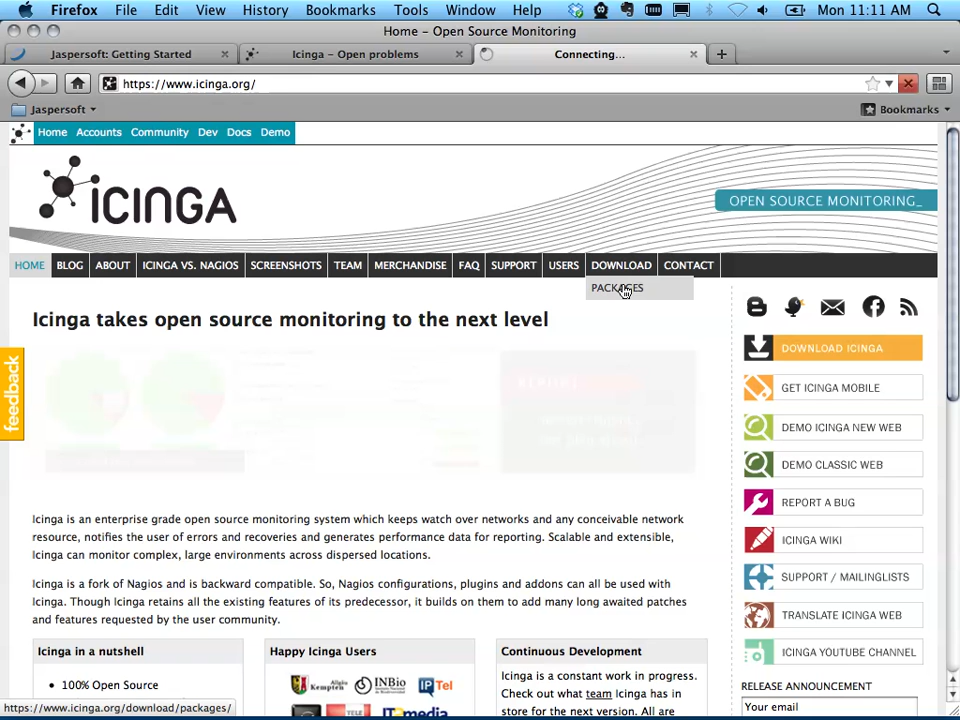 Firefox File Edit View History Bookmarks Tools Window Help Mon 11:11 AM
Home – Open Source Monitoring
Jaspersoft: Getting Started Icinga – Open problems Connecting...
https://www.icinga.org/
Jaspersoft Bookmarks
Home Accounts Community Dev Docs Demo
ICINGA
OPEN SOURCE MONITORING_
HOME BLOG ABOUT ICINGA VS. NAGIOS SCREENSHOTS TEAM MERCHANDISE FAQ SUPPORT USERS DOWNLOAD CONTACT
PACKAGES
Icinga takes open source monitoring to the next level
feedback
DOWNLOAD ICINGA
GET ICINGA MOBILE
DEMO ICINGA NEW WEB
DEMO CLASSIC WEB
REPORT A BUG
ICINGA WIKI
SUPPORT / MAILINGLISTS
TRANSLATE ICINGA WEB
ICINGA YOUTUBE CHANNEL
RELEASE ANNOUNCEMENT
Your email
Icinga is an enterprise grade open source monitoring system which keeps watch over networks and any conceivable network
resource, notifies the user of errors and recoveries and generates performance data for reporting. Scalable and extensible,
Icinga can monitor complex, large environments across dispersed locations.
Icinga is a fork of Nagios and is backward compatible. So, Nagios configurations, plugins and addons can all be used with
Icinga. Though Icinga retains all the existing features of its predecessor, it builds on them to add many long awaited patches
and features requested by the user community.
Icinga in a nutshell
100% Open Source
Happy Icinga Users
Kempten INBio IPTel
TELE IT-media
Continuous Development
Icinga is a constant work in progress.
Check out what team Icinga has in
store for the next version. All are
https://www.icinga.org/download/packages/